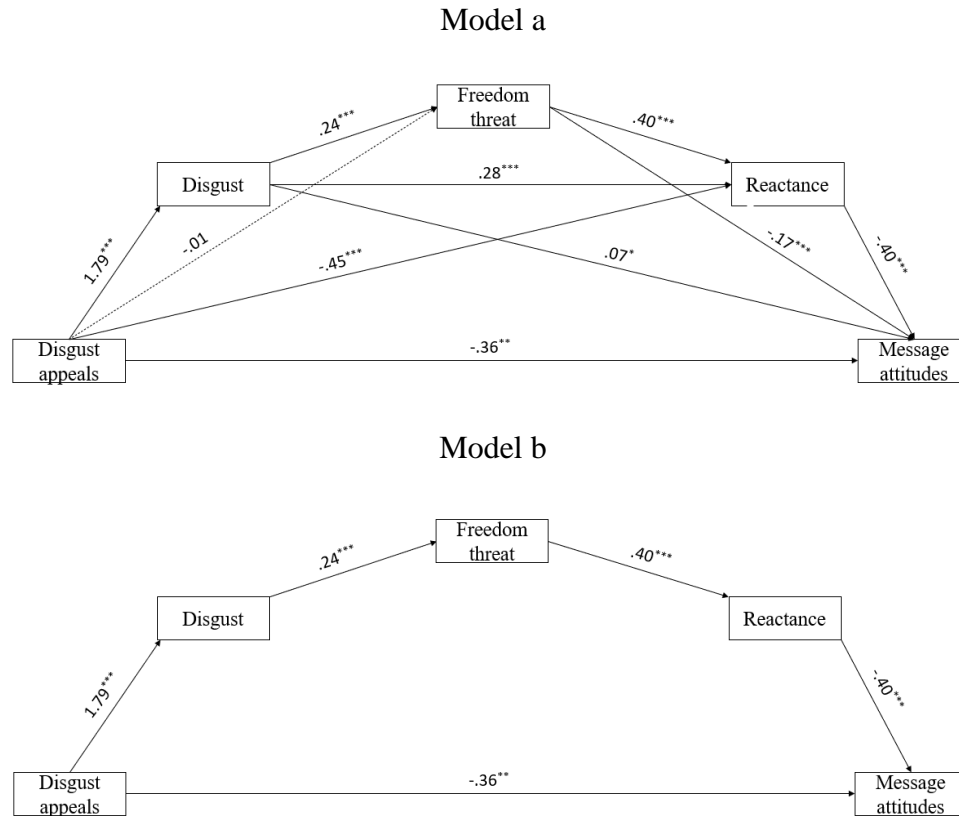 Model a
Freedom
threat
.24***
.40***
Disgust
.28***
Reactance
1.79***
-.01
-.45***
.07*
-.17***
-.40***
Disgust
appeals
-.36**
Message
attitudes
Model b
Freedom
threat
.24***
.40***
Disgust
Reactance
1.79***
-.40***
Disgust
appeals
-.36**
Message
attitudes